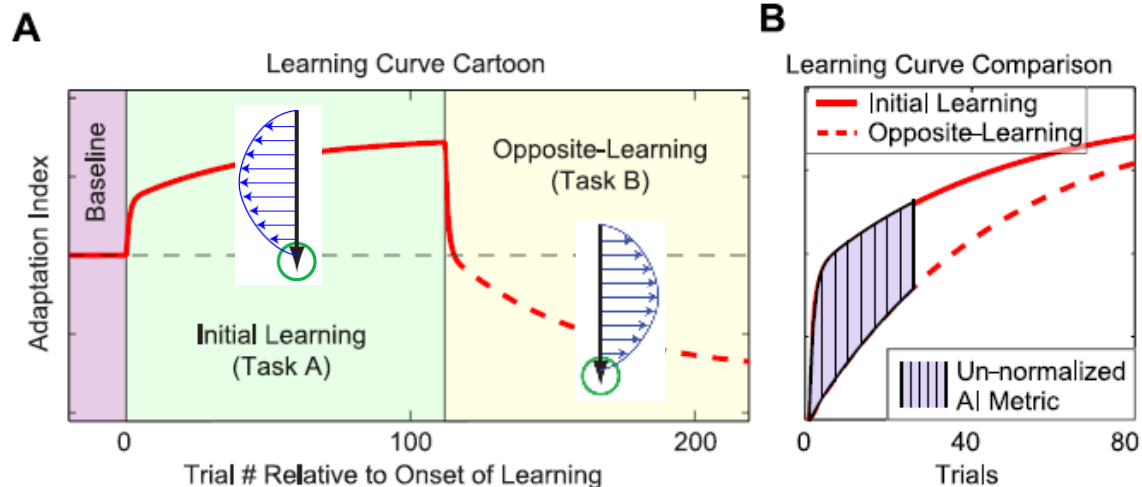 A
Learning Curve Cartoon
Adaptation Index
Baseline
Initial Learning
(Task A)
Opposite-Learning
(Task B)
0
100
200
Trial # Relative to Onset of Learning
B
Learning Curve Comparison
Initial Learning
Opposite-Learning
Un-normalized
AI Metric
0
40
80
Trials